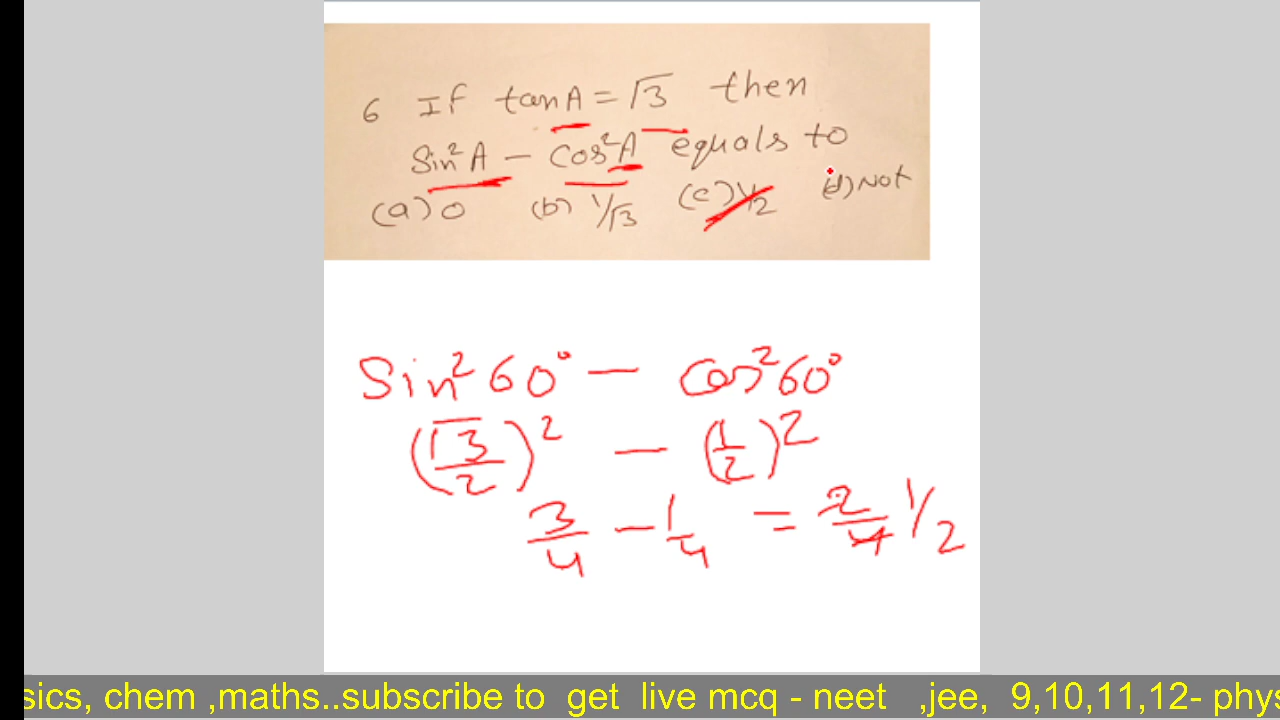 6 If tanA = √3 then
Sin²A − Cos²A equals to
(a) 0 (b) 1/√3 (c) 1/2 (d) Not
Sin²60° − Cos²60°
(√3/2)² − (1/2)²
3/4 − 1/4 = 2/4 1/2
sics, chem ,maths..subscribe to get live mcq - neet ,jee, 9,10,11,12- phys